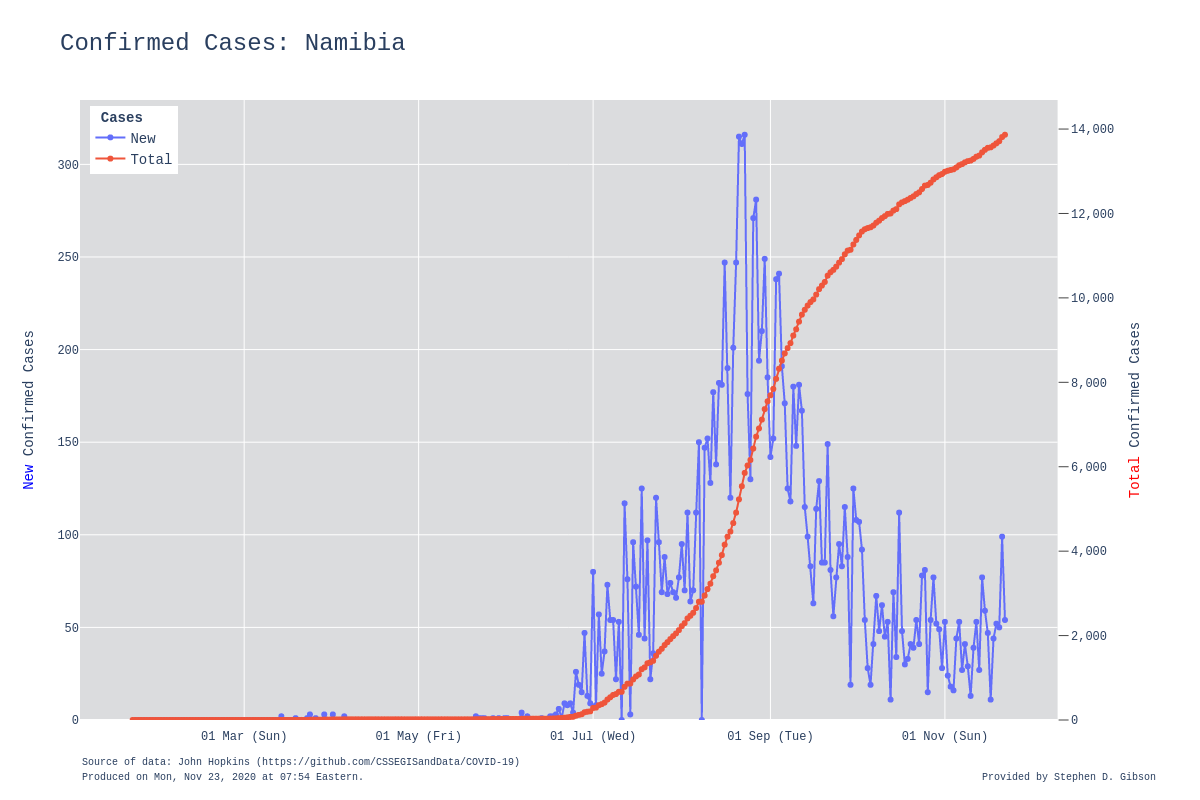 Confirmed Cases: Namibia
Cases
New
Total
300
250
200
150
100
50
0
14,000
12,000
10,000
8,000
6,000
4,000
2,000
0
New Confirmed Cases
Total Confirmed Cases
01 Mar (Sun)
01 May (Fri)
01 Jul (Wed)
01 Sep (Tue)
01 Nov (Sun)
Source of data: John Hopkins (https://github.com/CSSEGISandData/COVID-19)
Produced on Mon, Nov 23, 2020 at 07:54 Eastern.
Provided by Stephen D. Gibson